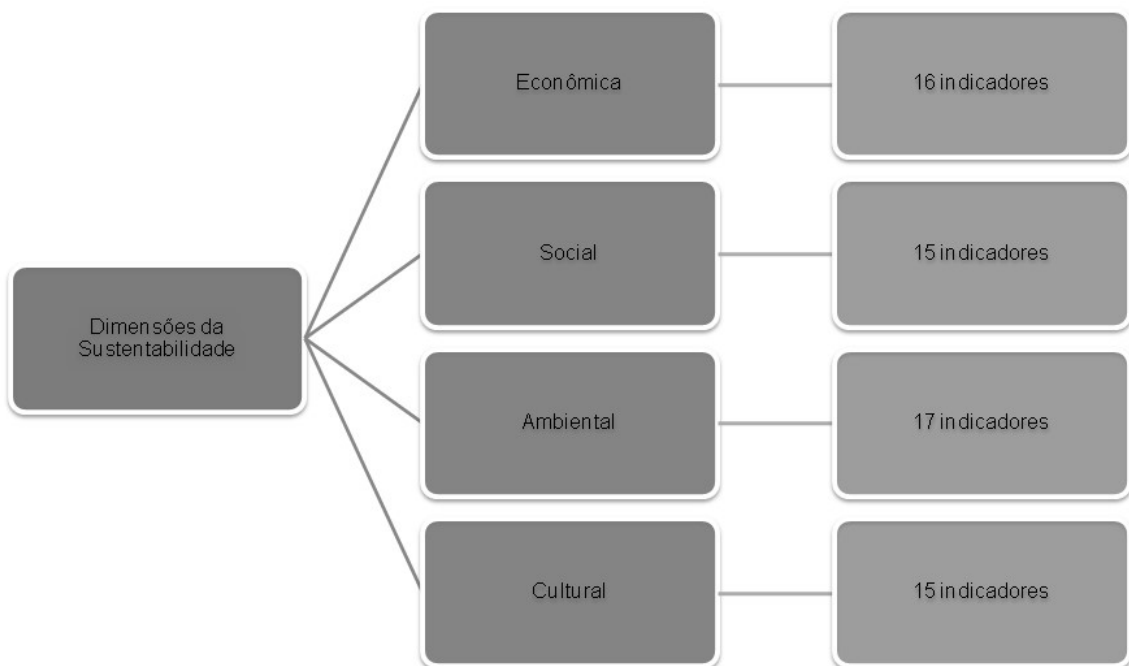 Econômica
16 indicadores
Social
15 indicadores
Dimensões da
Sustentabilidade
Ambiental
17 indicadores
Cultural
15 indicadores